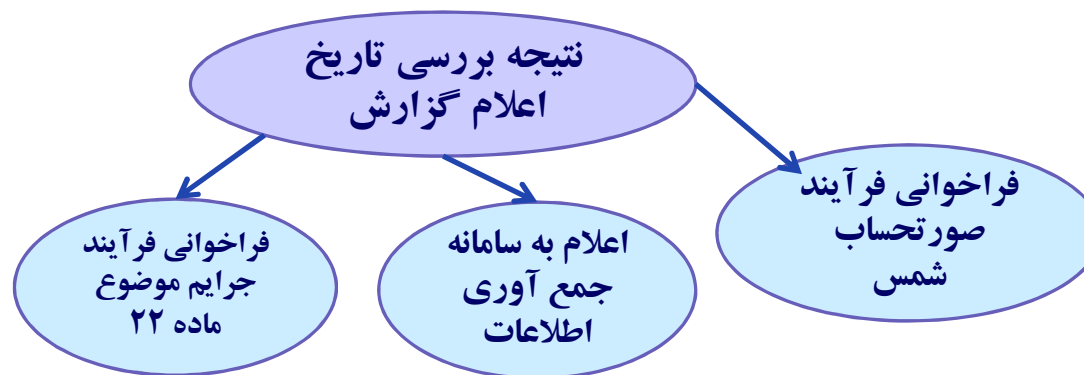 نتیجه بررسی تاریخ
اعلام گزارش
فراخوانی فرآیند
صورتحساب
شمس
اعلام به سامانه
جمع آوری
اطلاعات
فراخوانی فرآیند
جرایم موضوع
ماده ۲۲